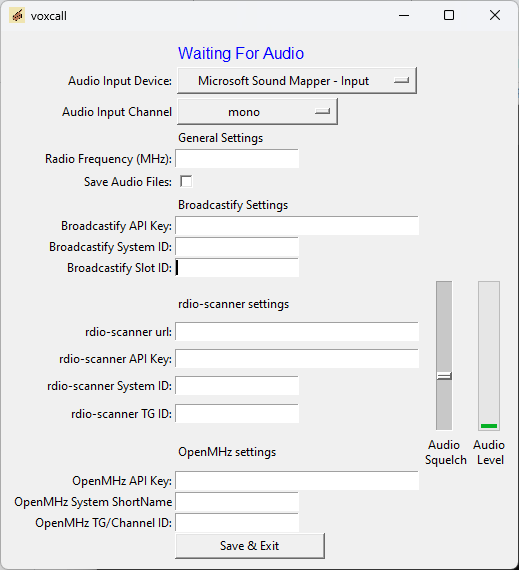 voxcall
Waiting For Audio
Audio Input Device: Microsoft Sound Mapper - Input
Audio Input Channel mono
General Settings
Radio Frequency (MHz):
Save Audio Files:
Broadcastify Settings
Broadcastify API Key:
Broadcastify System ID:
Broadcastify Slot ID:
rdio-scanner settings
rdio-scanner url:
rdio-scanner API Key:
rdio-scanner System ID:
rdio-scanner TG ID:
Audio Squelch
Audio Level
OpenMHz settings
OpenMHz API Key:
OpenMHz System ShortName
OpenMHz TG/Channel ID:
Save & Exit